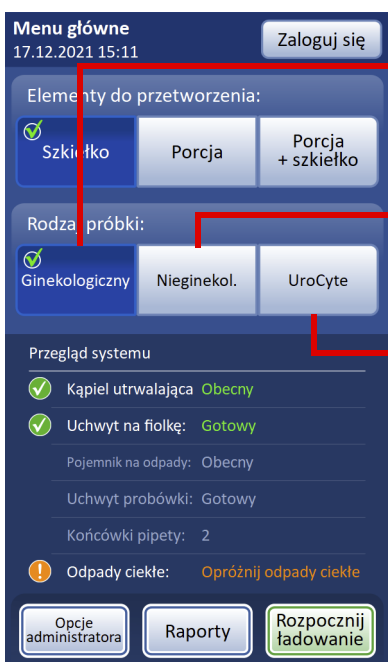 Menu główne
17.12.2021 15:11
Zaloguj się
Elementy do przetworzenia:
Szkiełko
Porcja
Porcja
+ szkiełko
Rodzaj próbki:
Ginekologiczny
Nieginekol.
UroCyte
Przegląd systemu
Kąpiel utrwalająca Obecny
Uchwyt na fiolkę: Gotowy
Pojemnik na odpady: Obecny
Uchwyt probówki: Gotowy
Końcówki pipety: 2
Odpady ciekłe: Opróżnij odpady ciekłe
Opcje
administratora
Raporty
Rozpocznij
ładowanie